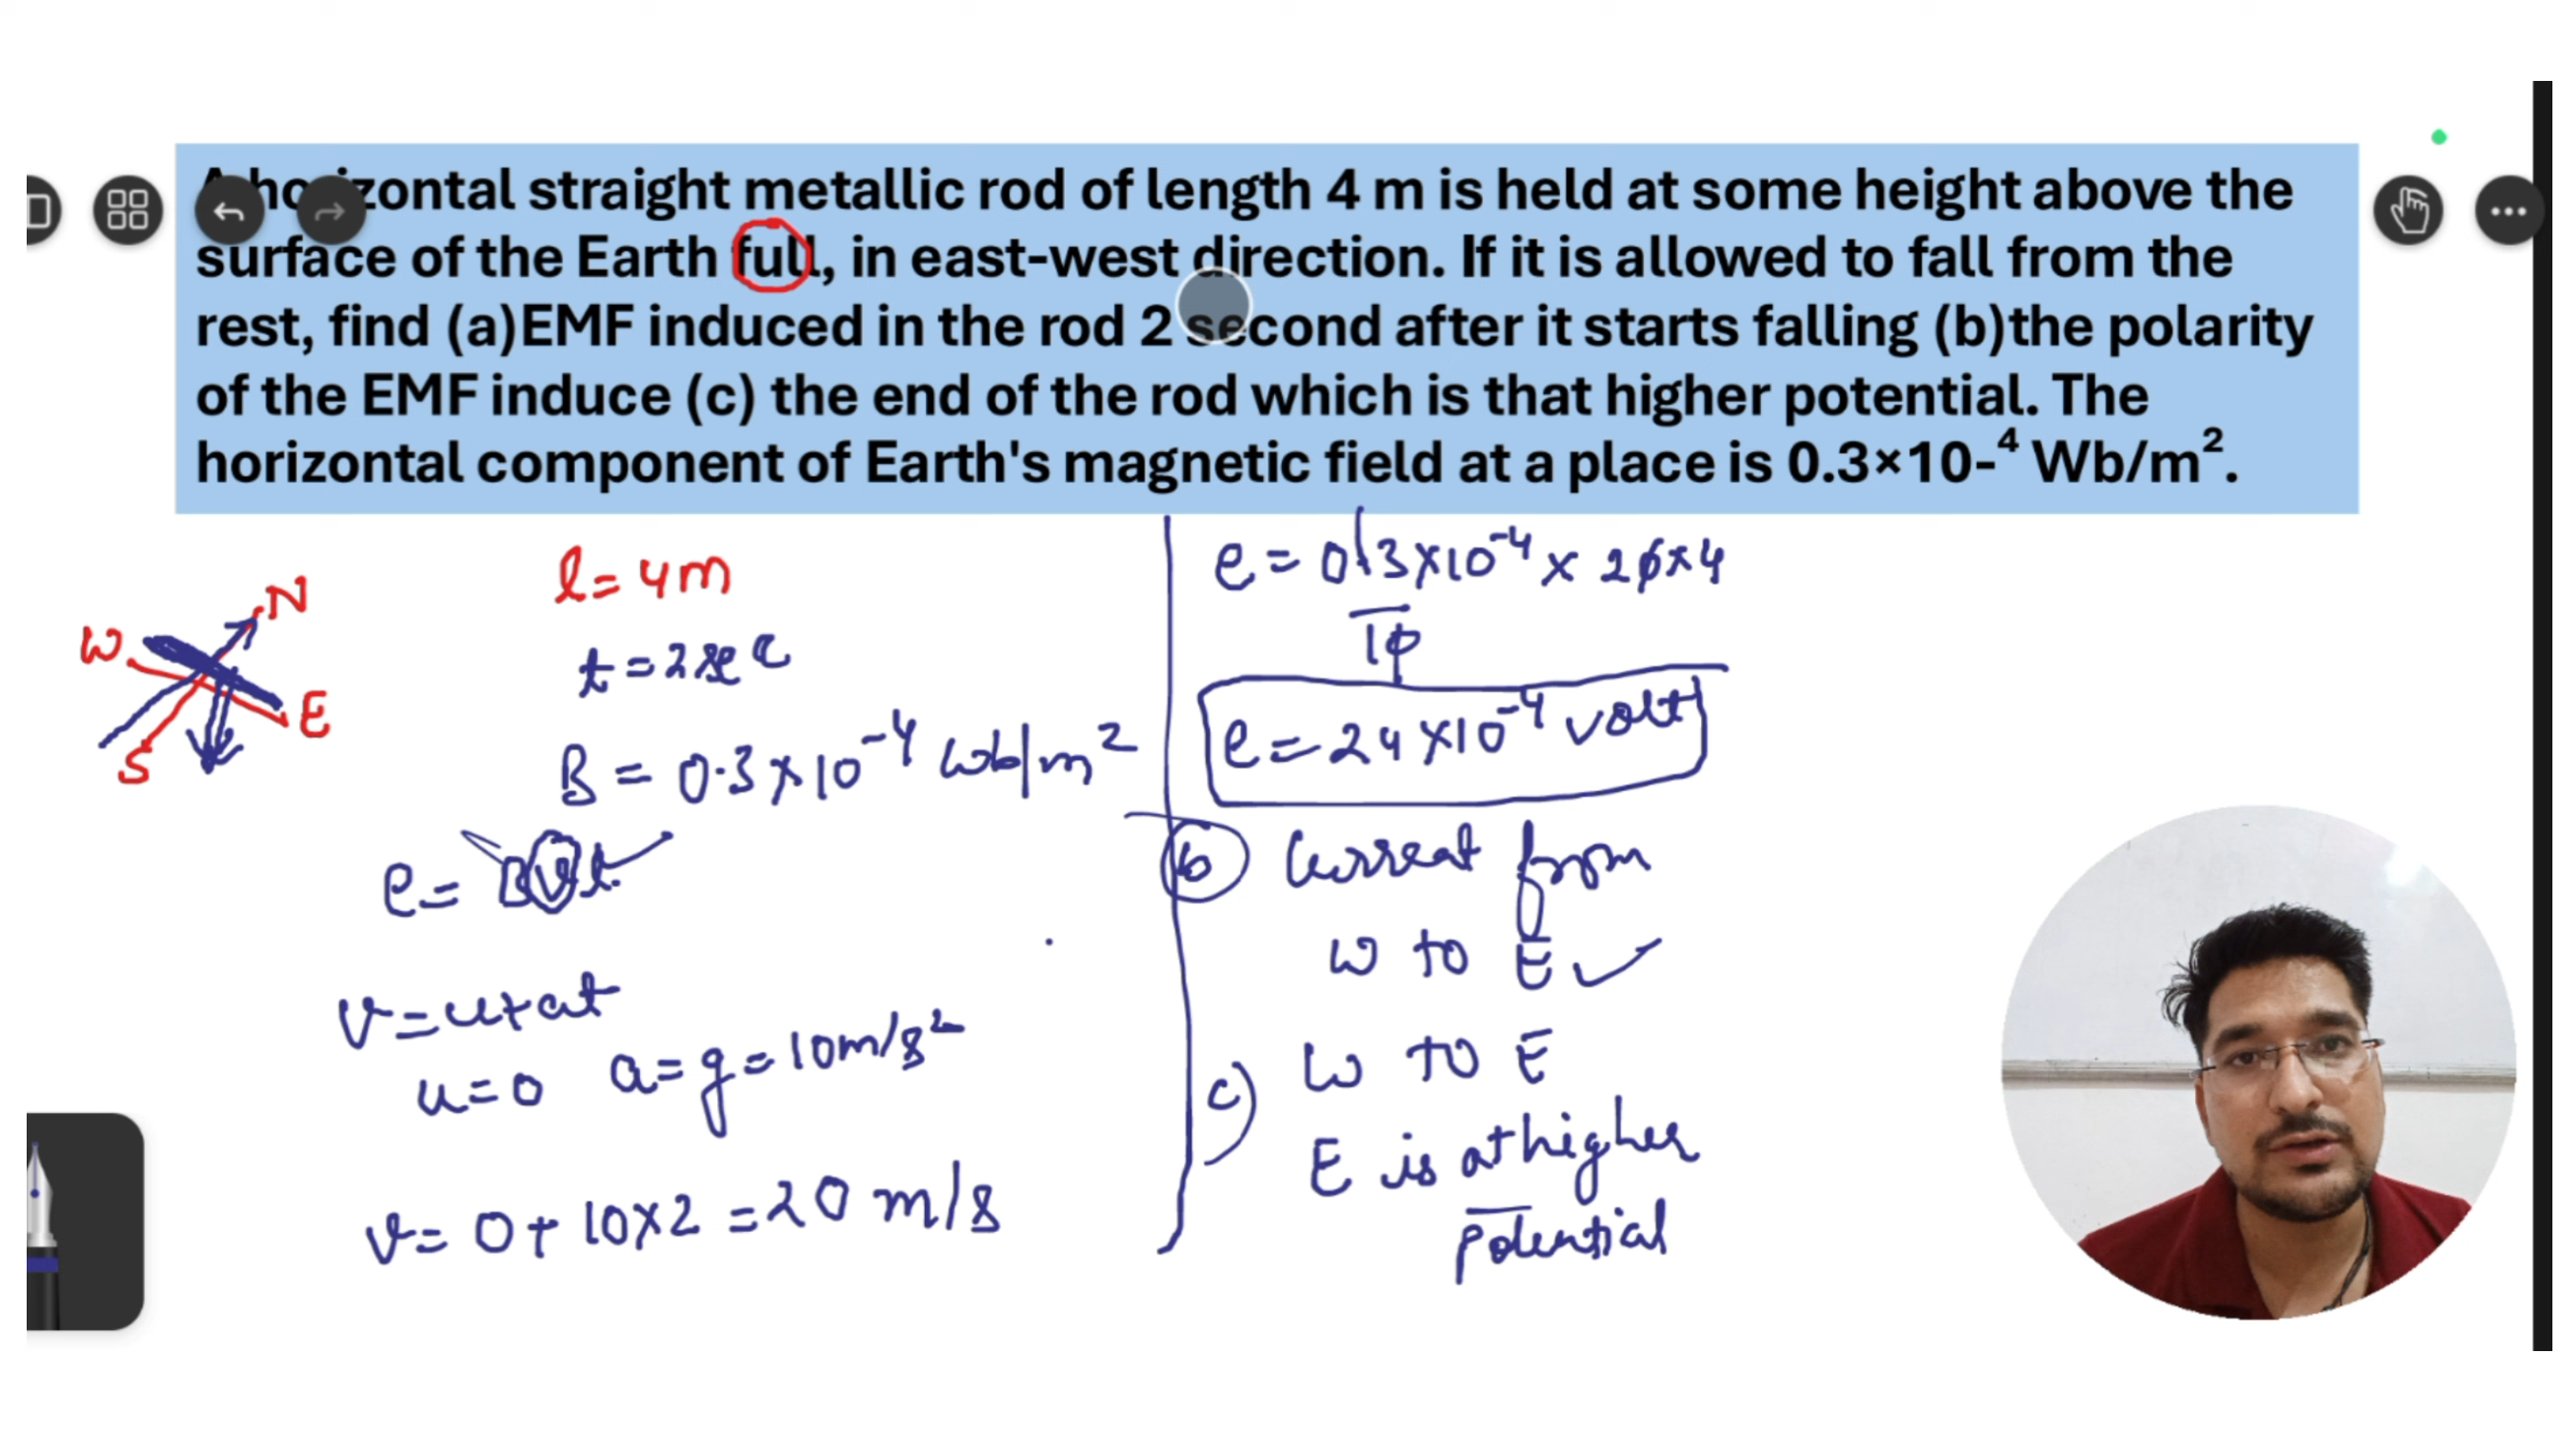 A horizontal straight metallic rod of length 4 m is held at some height above the
surface of the Earth full, in east-west direction. If it is allowed to fall from the
rest, find (a)EMF induced in the rod 2 second after it starts falling (b)the polarity
of the EMF induce (c) the end of the rod which is that higher potential. The
horizontal component of Earth's magnetic field at a place is 0.3×10-⁴ Wb/m².
N
W
E
S
l = 4m
t = 2 sec
B = 0.3 × 10⁻⁴ wb/m²
e = Bvl
v = u + at
u = 0 a = g = 10 m/s²
v = 0 + 10 × 2 = 20 m/s
e = 0.3 × 10⁻⁴ × 20 × 4
10
e = 24 × 10⁻⁴ volt
b Current from
W to E
c) W to E
E is at higher
potential